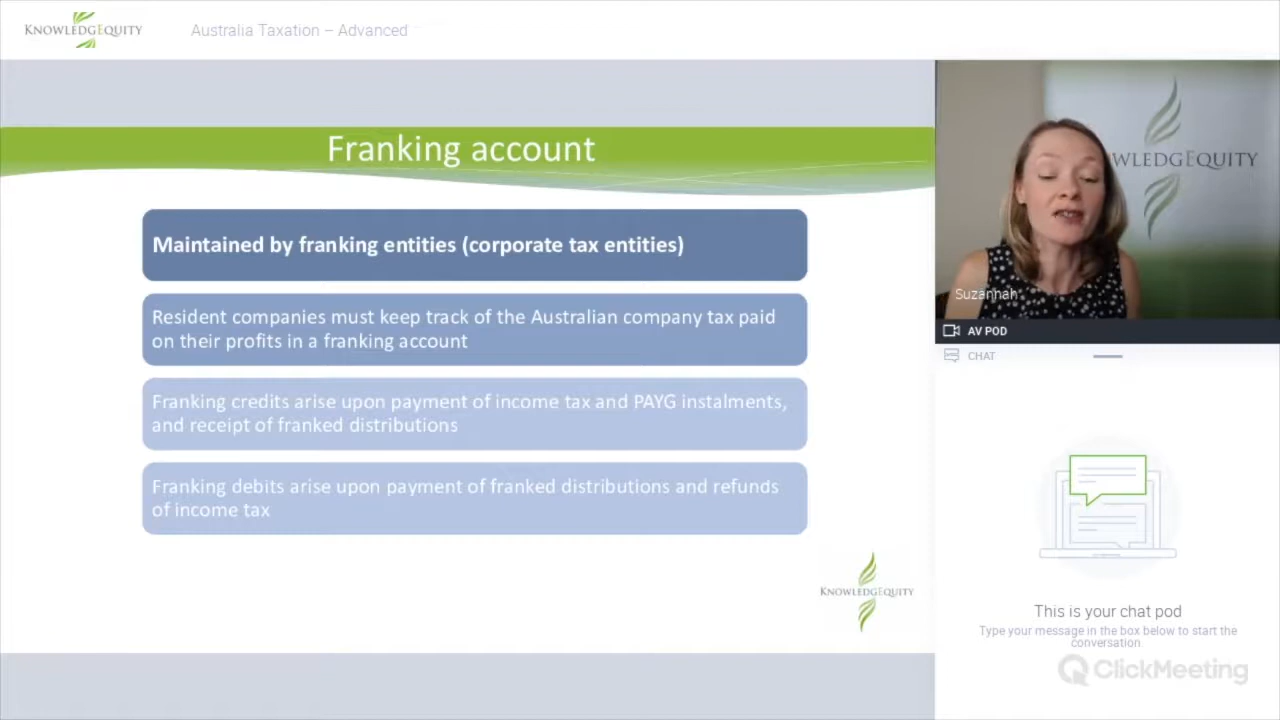 KNOWLEDGEQUITY
Australia Taxation – Advanced
Franking account
Maintained by franking entities (corporate tax entities)
Resident companies must keep track of the Australian company tax paid
on their profits in a franking account
Franking credits arise upon payment of income tax and PAYG instalments,
and receipt of franked distributions
Franking debits arise upon payment of franked distributions and refunds
of income tax
KNOWLEDGEQUITY
WLEDGEQUITY
Suzannah
AV POD
CHAT
This is your chat pod
Type your message in the box below to start the
conversation
ClickMeeting